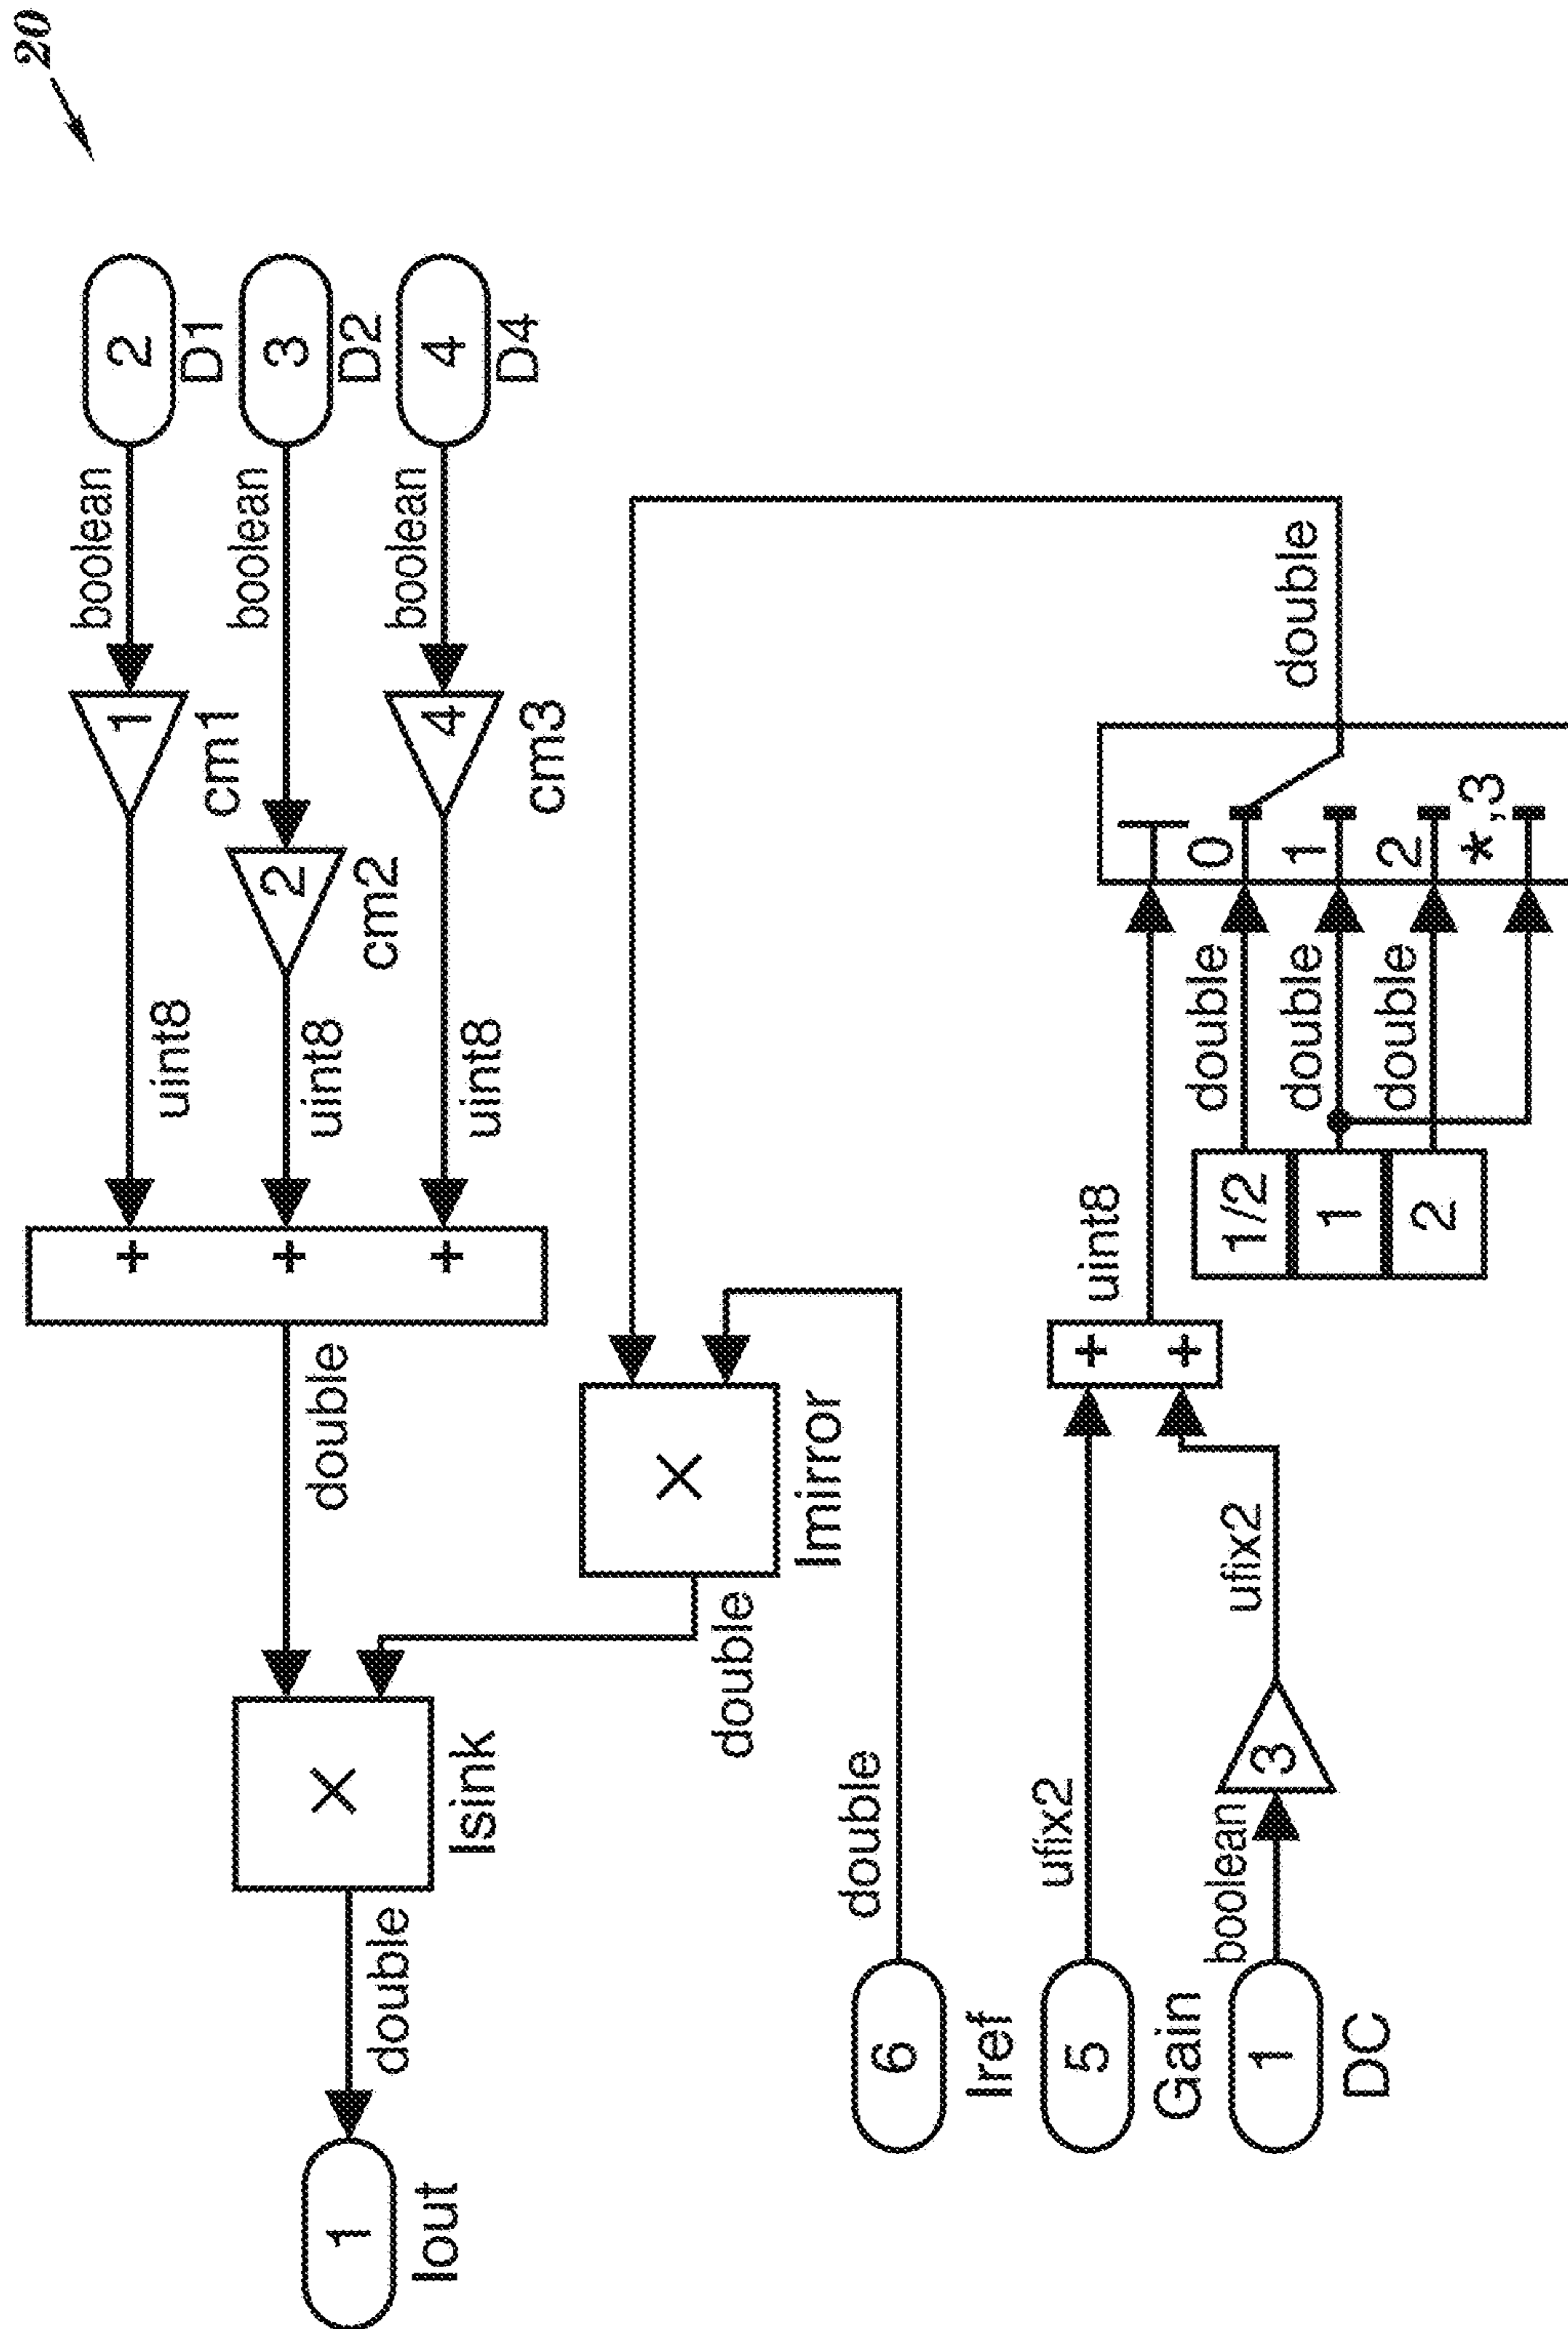 20
2
D1
boolean
1
cm1
uint8
+
3
D2
boolean
2
cm2
uint8
+
4
D4
boolean
4
cm3
uint8
+
double
×
Isink
double
1
Iout
×
Imirror
double
6
Iref
double
5
Gain
ufix2
1
DC
boolean
3
ufix2
+
+
uint8
1/2
1
2
double
double
double
0
1
2
*,3
double